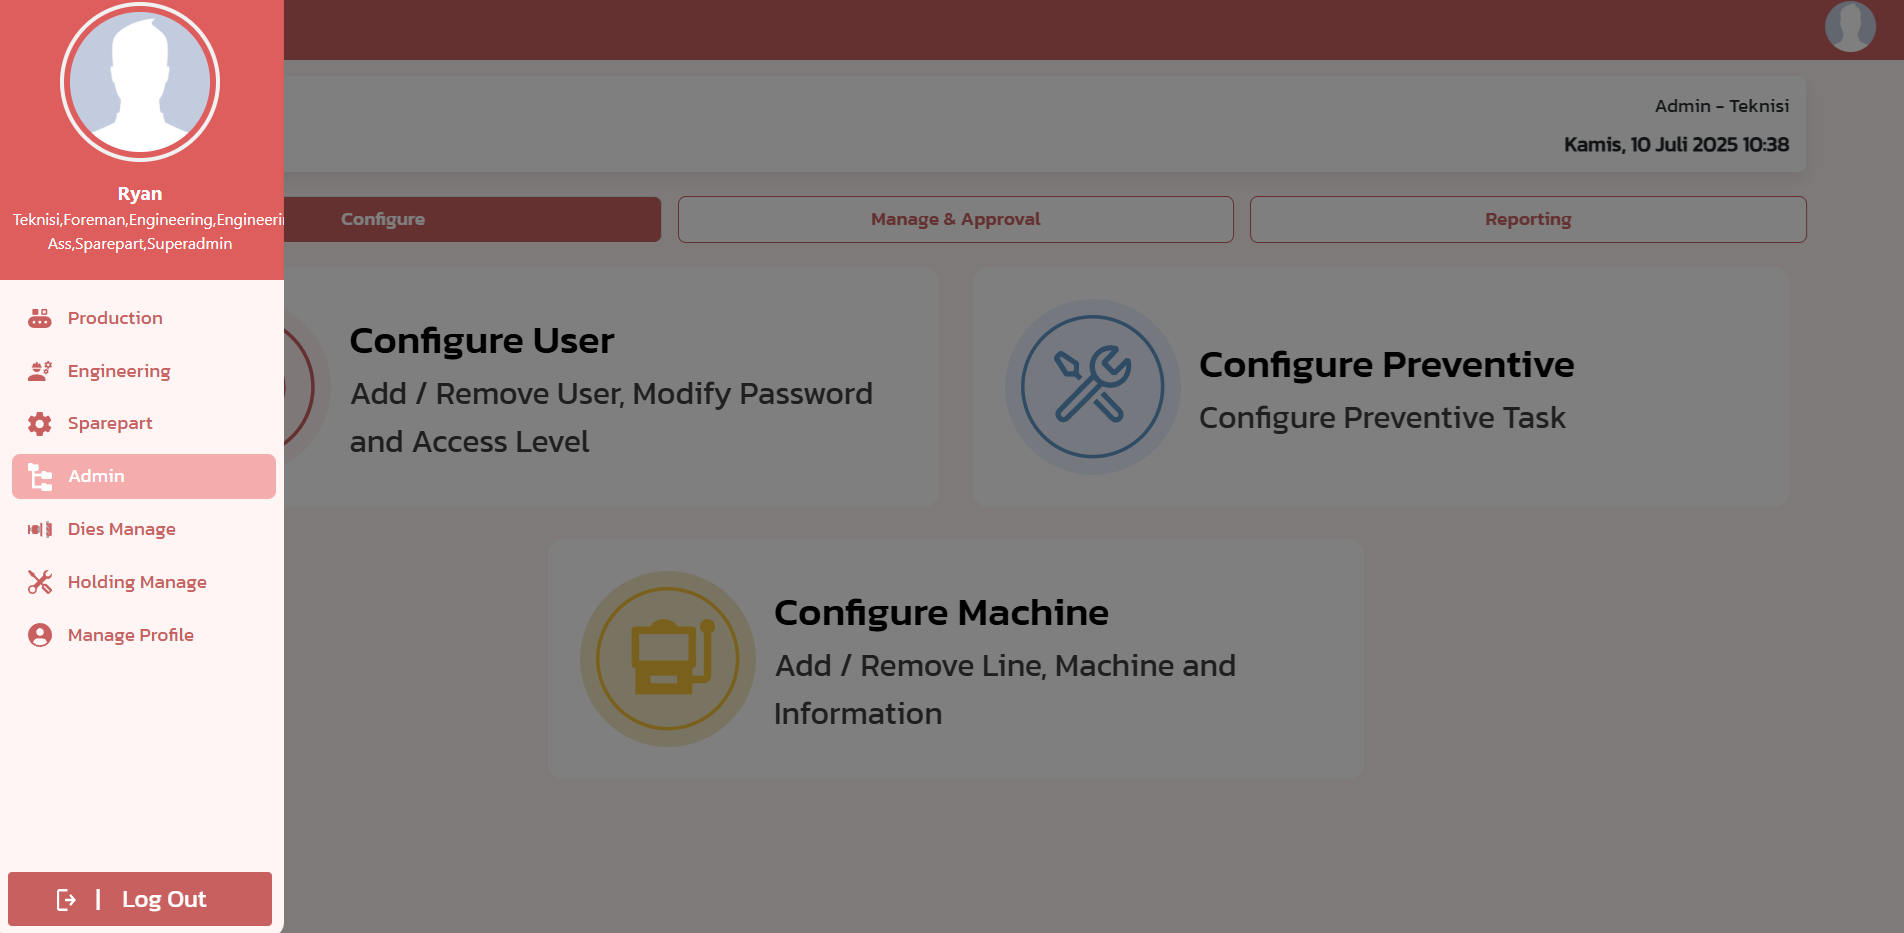 Ryan
Teknisi,Foreman,Engineering,Engineeri
Ass,Sparepart,Superadmin
Production
Engineering
Sparepart
Admin
Dies Manage
Holding Manage
Manage Profile
| Log Out
Admin - Teknisi
Kamis, 10 Juli 2025 10:38
Configure
Manage & Approval
Reporting
Configure User
Add / Remove User, Modify Password
and Access Level
Configure Preventive
Configure Preventive Task
Configure Machine
Add / Remove Line, Machine and
Information